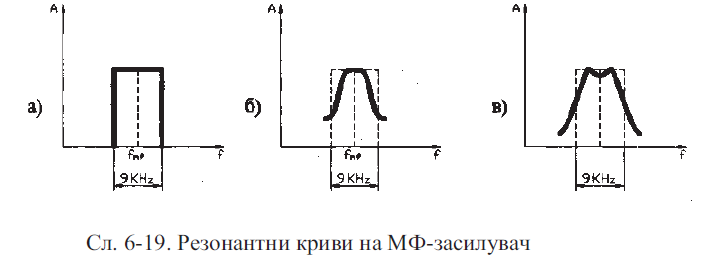 A A A
а) б) в)
fмф f fмф f f
9KHz 9KHz 9KHz
Сл. 6-19. Резонантни криви на МФ-засилувач